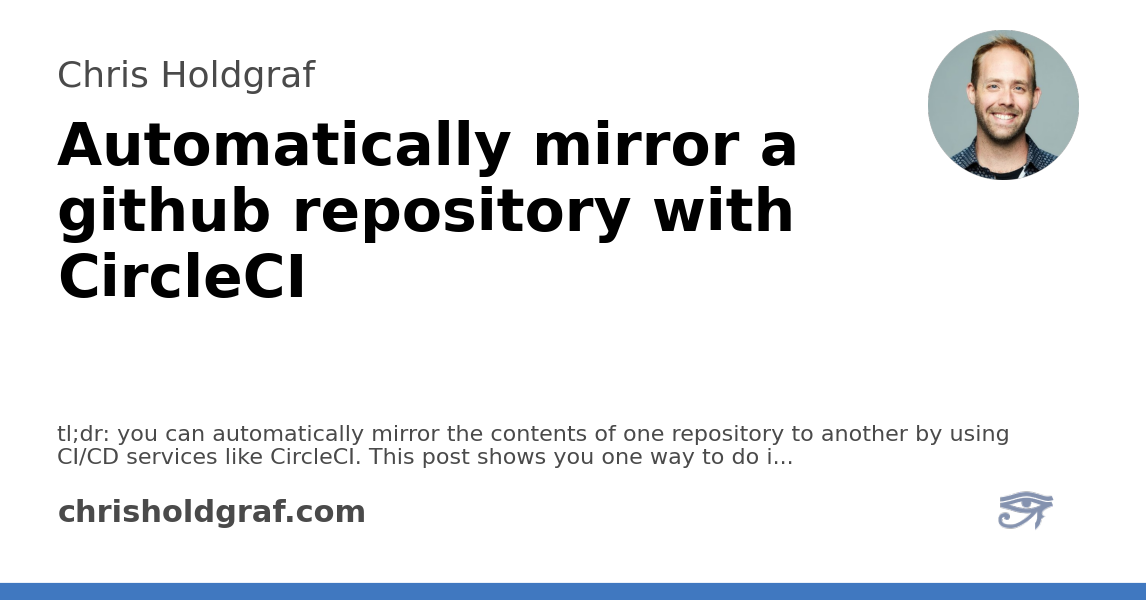 Chris Holdgraf
Automatically mirror a
github repository with
CircleCI
tl;dr: you can automatically mirror the contents of one repository to another by using
CI/CD services like CircleCI. This post shows you one way to do i...
chrisholdgraf.com